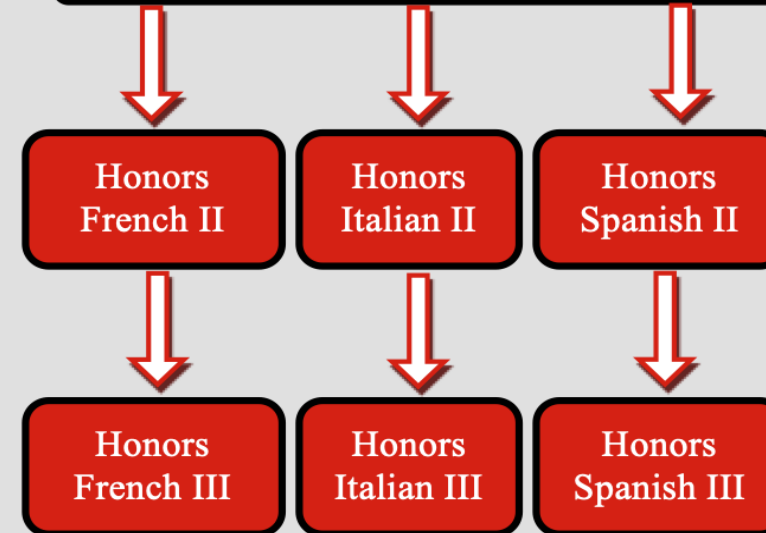 Honors
French II
Honors
Italian II
Honors
Spanish II
Honors
French III
Honors
Italian III
Honors
Spanish III